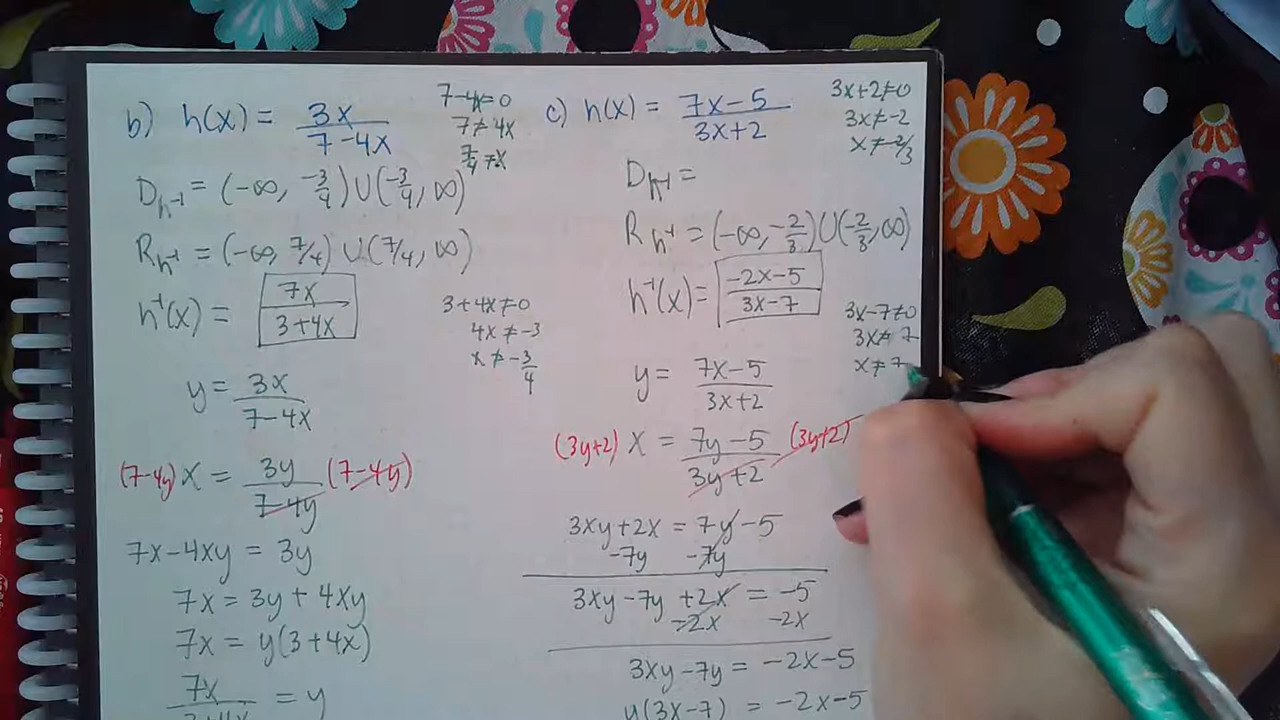 b) h(x) = 3x / 7-4x
7-4x≠0
7≠4x
7/4≠x
D_h⁻¹ = (-∞, -3/4) U (-3/4, ∞)
R_h⁻¹ = (-∞, 7/4) U (7/4, ∞)
h⁻¹(x) = 7x / 3+4x
3+4x≠0
4x≠-3
x≠-3/4
y = 3x / 7-4x
(7-4y) x = 3y / 7-4y (7-4y)
7x-4xy = 3y
7x = 3y+4xy
7x = y(3+4x)
7x / 3+4x = y
c) h(x) = 7x-5 / 3x+2
3x+2≠0
3x≠-2
x≠-2/3
D_h⁻¹ =
R_h⁻¹ = (-∞, -2/3) U (-2/3, ∞)
h⁻¹(x) = -2x-5 / 3x-7
3x-7≠0
3x≠7
x≠7
y = 7x-5 / 3x+2
(3y+2) x = 7y-5 / 3y+2 (3y+2)
3xy+2x = 7y-5
-7y -7y
3xy-7y+2x = -5
-2x -2x
3xy-7y = -2x-5
y(3x-7) = -2x-5